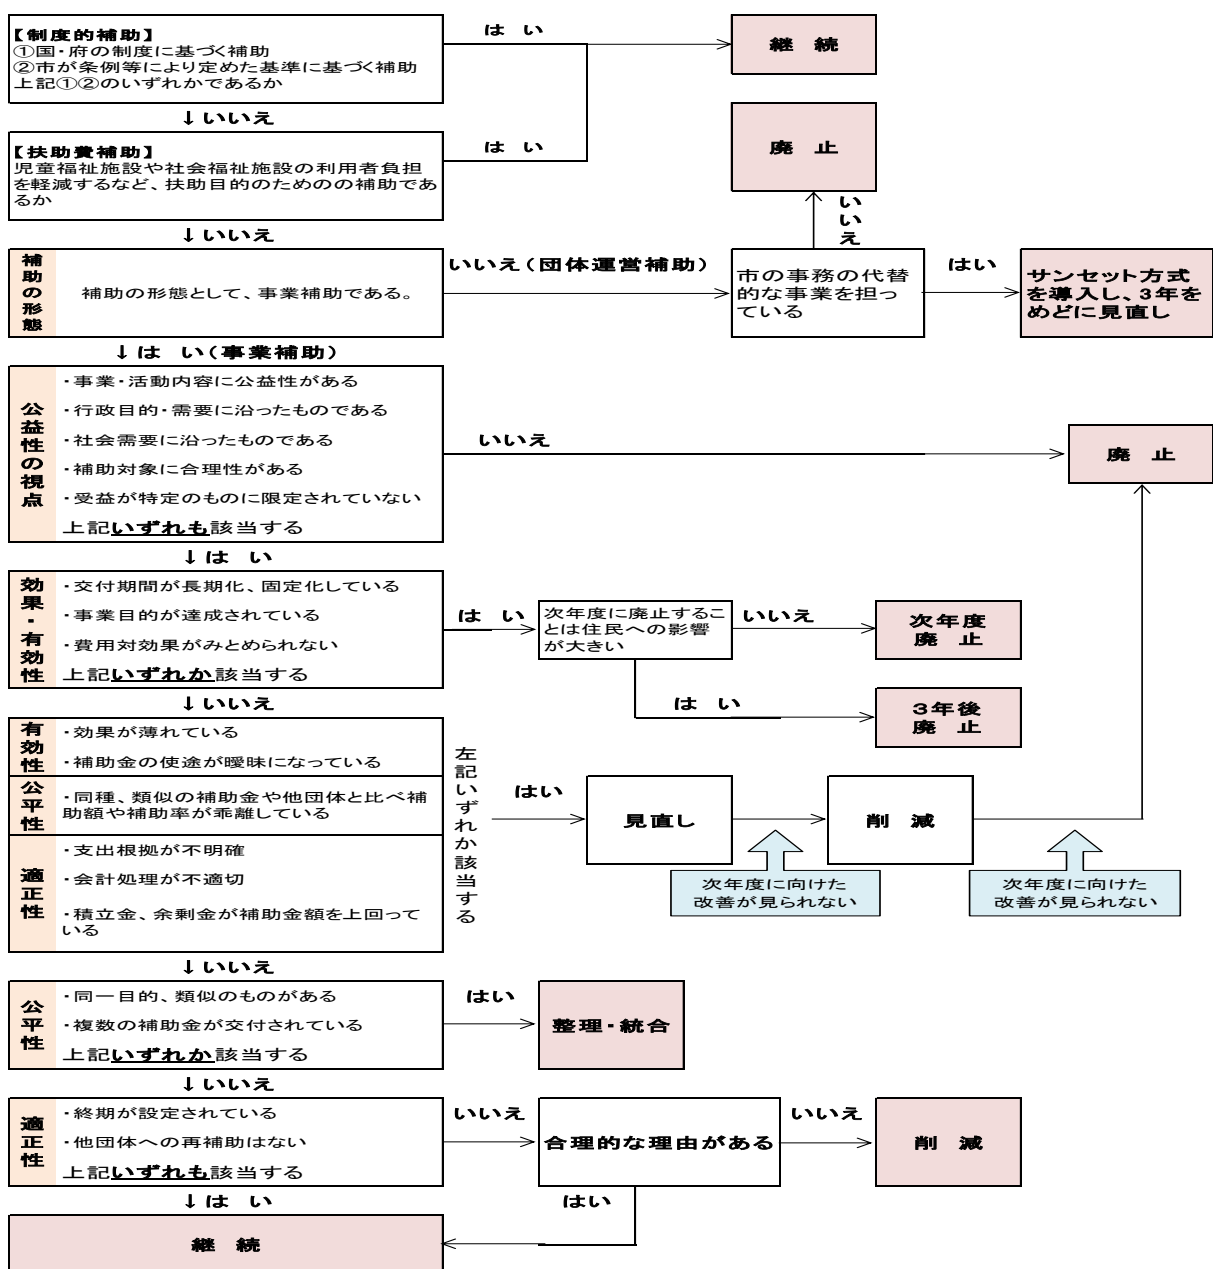 【制度的補助】
①国・府の制度に基づく補助
②市が条例等により定めた基準に基づく補助
上記①②のいずれかであるか
は い
継 続
↓いいえ
【扶助費補助】
児童福祉施設や社会福祉施設の利用者負担
を軽減するなど、扶助目的のためのの補助であ
るか
は い
廃 止
いいえ
↓いいえ
補助の形態
補助の形態として、事業補助である。
いいえ(団体運営補助)
市の事務の代替
的な事業を担っ
ている
はい
サンセット方式
を導入し、3年を
めどに見直し
↓は い(事業補助)
公益性の視点
・事業・活動内容に公益性がある
・行政目的・需要に沿ったものである
・社会需要に沿ったものである
・補助対象に合理性がある
・受益が特定のものに限定されていない
上記いずれも該当する
いいえ
廃 止
↓は い
効果・有効性
・交付期間が長期化、固定化している
・事業目的が達成されている
・費用対効果がみとめられない
上記いずれか該当する
は い
次年度に廃止するこ
とは住民への影響
が大きい
いいえ
次年度
廃 止
は い
3年後
廃 止
↓いいえ
有効性
・効果が薄れている
・補助金の使途が曖昧になっている
公平性
・同種、類似の補助金や他団体と比べ補
助額や補助率が乖離している
適正性
・支出根拠が不明確
・会計処理が不適切
・積立金、余剰金が補助金額を上回って
いる
左記いずれか該当する
はい
見直し
削 減
次年度に向けた
改善が見られない
次年度に向けた
改善が見られない
↓いいえ
公平性
・同一目的、類似のものがある
・複数の補助金が交付されている
上記いずれか該当する
はい
整理・統合
↓いいえ
適正性
・終期が設定されている
・他団体への再補助はない
上記いずれも該当する
いいえ
合理的な理由がある
いいえ
削 減
↓は い
はい
継 続